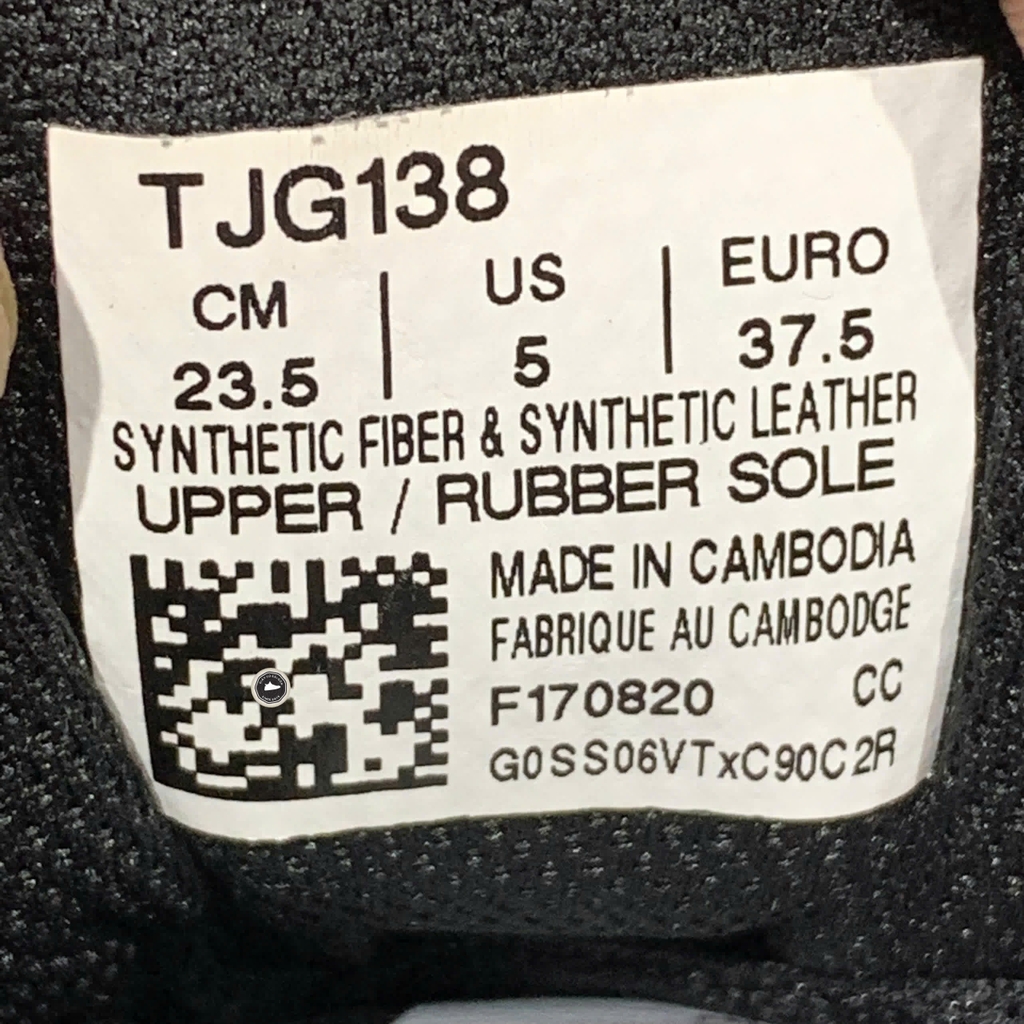 TJG138
CM | US | EURO
23.5 | 5 | 37.5
SYNTHETIC FIBER & SYNTHETIC LEATHER
UPPER / RUBBER SOLE
MADE IN CAMBODIA
FABRIQUE AU CAMBODGE
F170820 CC
G0SS06VTxC90C2R